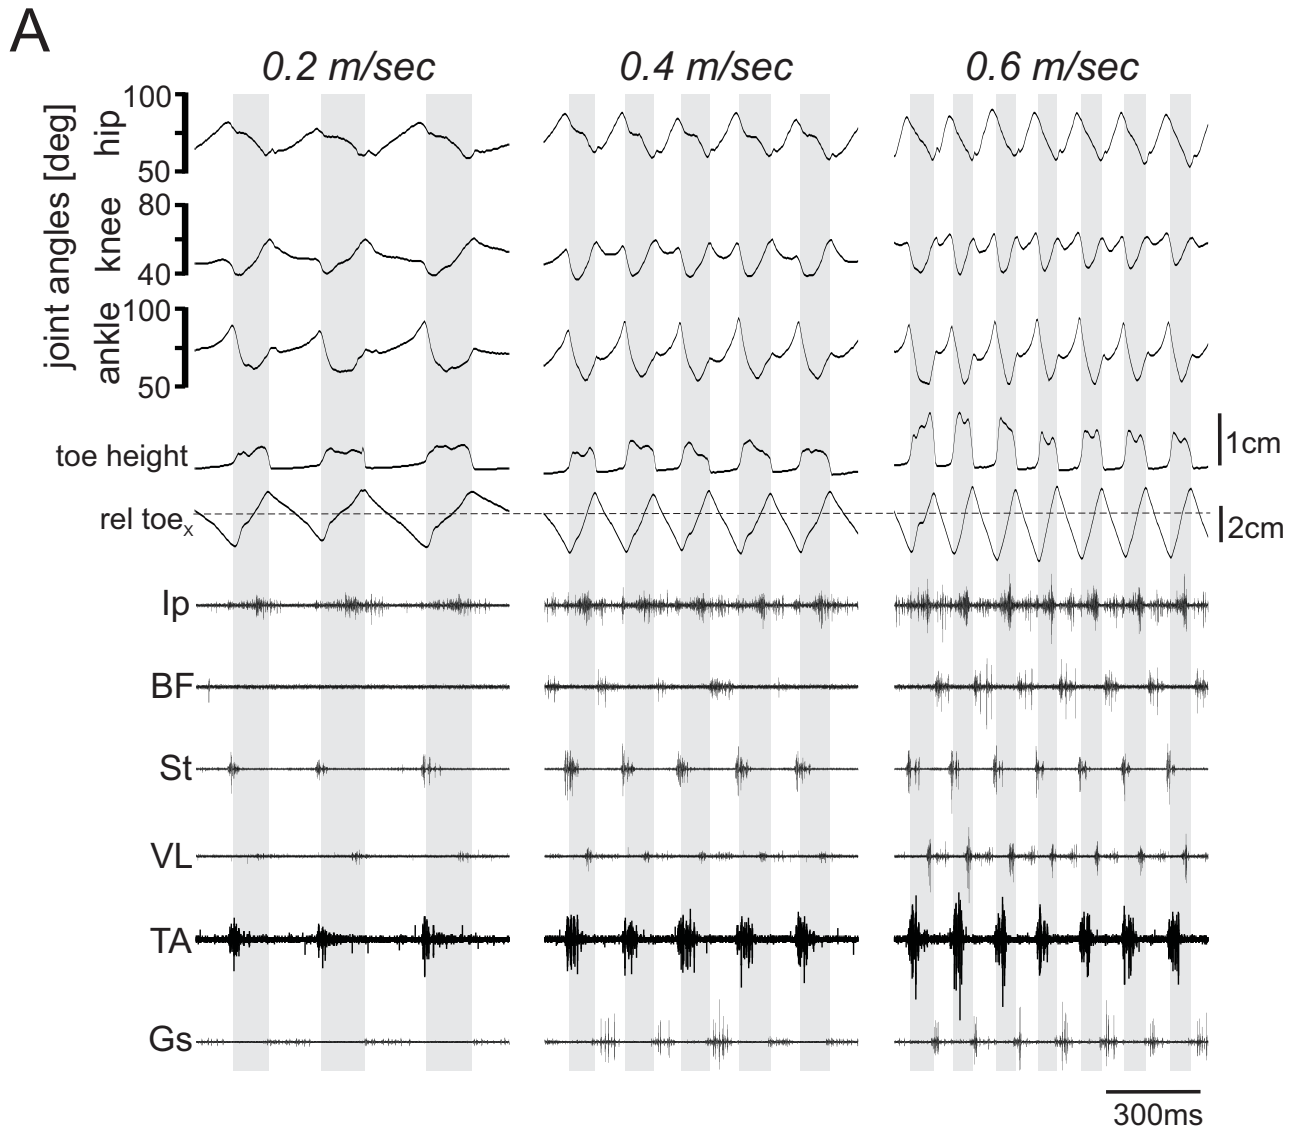 A
0.2 m/sec 0.4 m/sec 0.6 m/sec
joint angles [deg]
hip
100
50
knee
80
40
ankle
100
50
toe height
1cm
rel toeₓ
2cm
Ip
BF
St
VL
TA
Gs
300ms